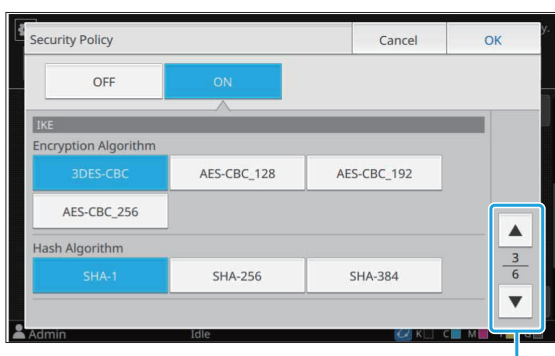 Security Policy Cancel OK
OFF ON
IKE
Encryption Algorithm
3DES-CBC AES-CBC_128 AES-CBC_192
AES-CBC_256
Hash Algorithm
SHA-1 SHA-256 SHA-384
3
6
Admin Idle K C M